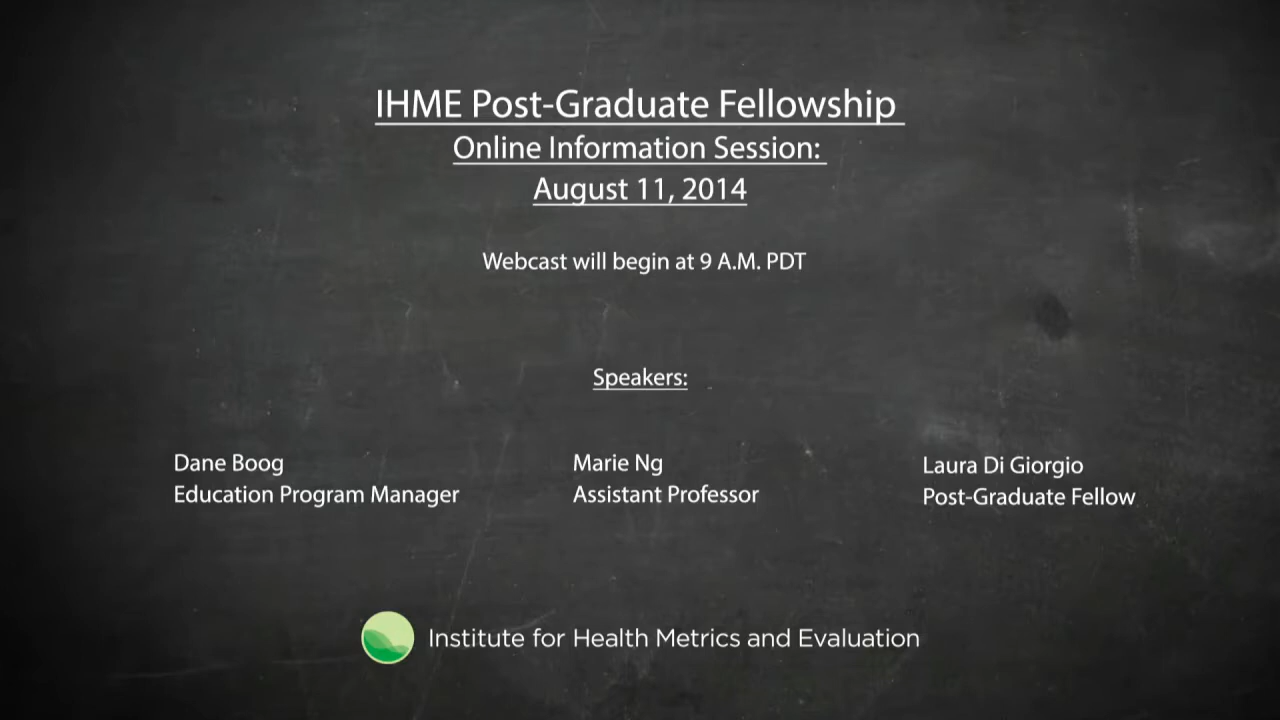 IHME Post-Graduate Fellowship
Online Information Session:
August 11, 2014
Webcast will begin at 9 A.M. PDT
Speakers:
Dane Boog
Education Program Manager
Marie Ng
Assistant Professor
Laura Di Giorgio
Post-Graduate Fellow
Institute for Health Metrics and Evaluation